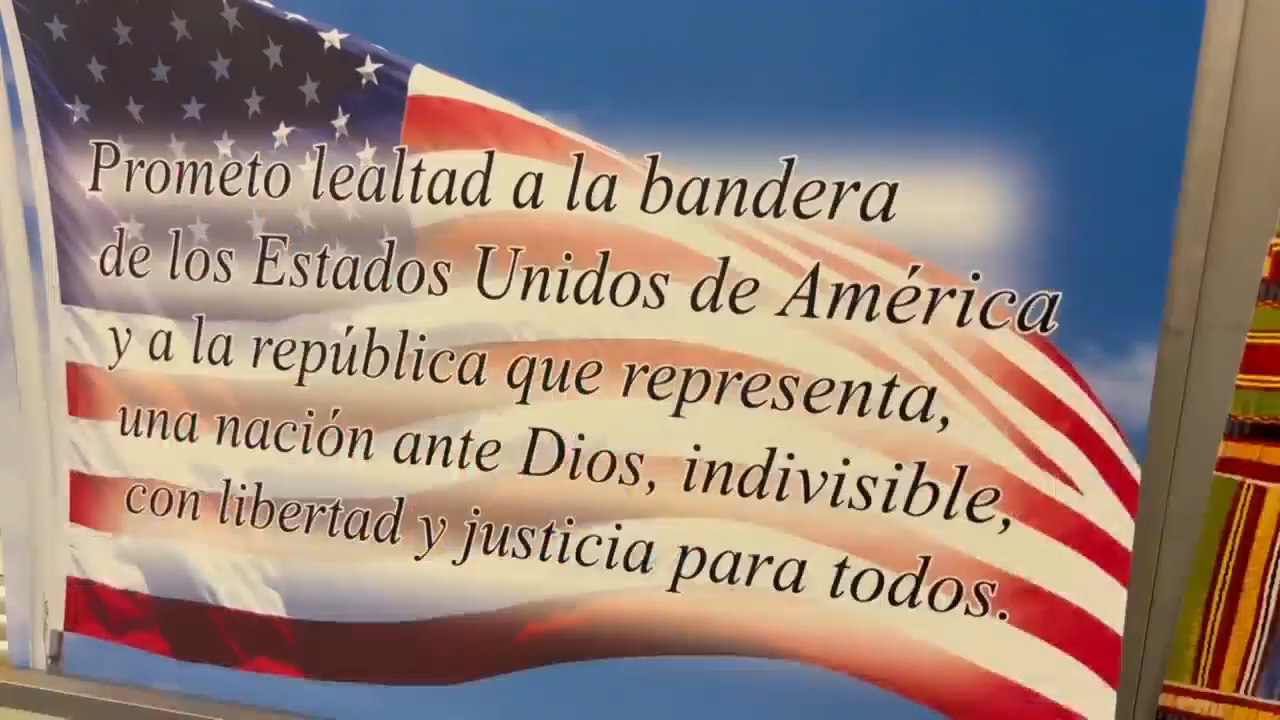 Prometo lealtad a la bandera
de los Estados Unidos de América
y a la república que representa,
una nación ante Dios, indivisible,
con libertad y justicia para todos.